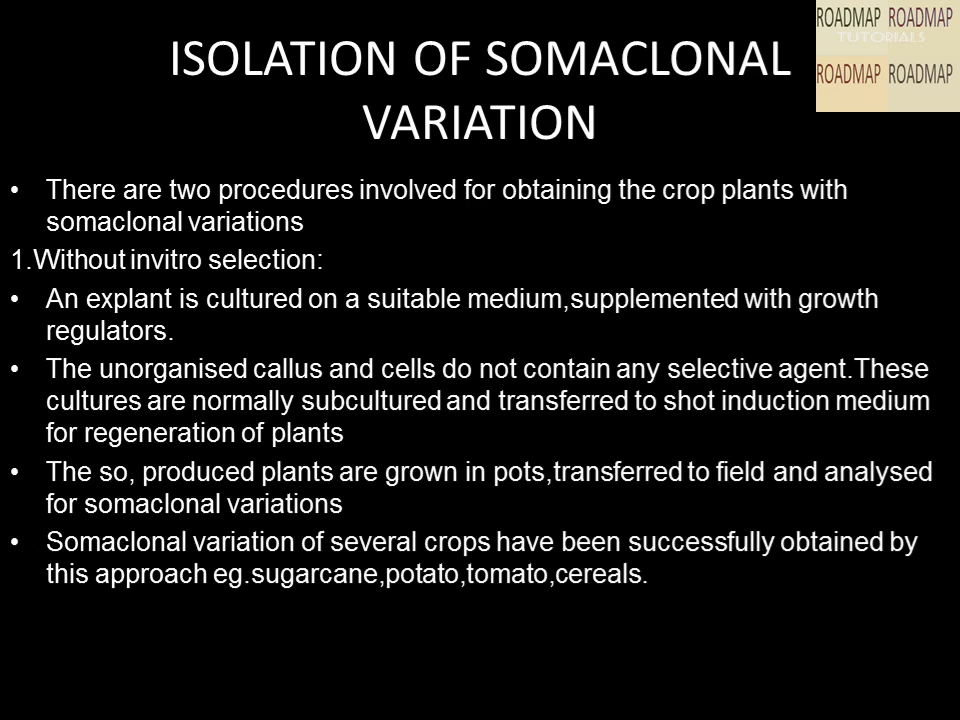 ISOLATION OF SOMACLONAL
VARIATION
ROADMAP ROADMAP
TUTORIALS
ROADMAP ROADMAP
• There are two procedures involved for obtaining the crop plants with
somaclonal variations
1.Without invitro selection:
• An explant is cultured on a suitable medium,supplemented with growth
regulators.
• The unorganised callus and cells do not contain any selective agent.These
cultures are normally subcultured and transferred to shot induction medium
for regeneration of plants
• The so, produced plants are grown in pots,transferred to field and analysed
for somaclonal variations
• Somaclonal variation of several crops have been successfully obtained by
this approach eg.sugarcane,potato,tomato,cereals.